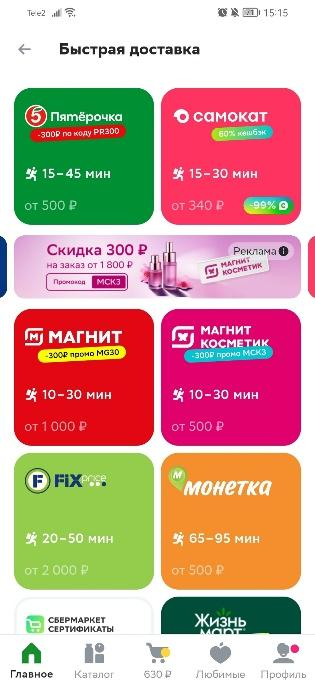 Tele2
15:15
Быстрая доставка
5 Пятёрочка
-300₽ по коду PR300
15-45 мин
от 500 ₽
самокат
60% кешбэк
15-30 мин
от 340 ₽
-99%
Скидка 300 ₽
на заказ от 1 800 ₽
Промокод МСК3
Реклама
МАГНИТ
КОСМЕТИК
МАГНИТ
-300₽ промо MG30
10-30 мин
от 1 000 ₽
МАГНИТ
КОСМЕТИК
-300₽ промо МСК3
10-30 мин
от 500 ₽
F FiX price
20-50 мин
от 2 000 ₽
М монетка
65-95 мин
от 500 ₽
СБЕРМАРКЕТ
СЕРТИФИКАТЫ
Жизнь
март
Главное
Каталог
630 ₽
Любимые
Профиль